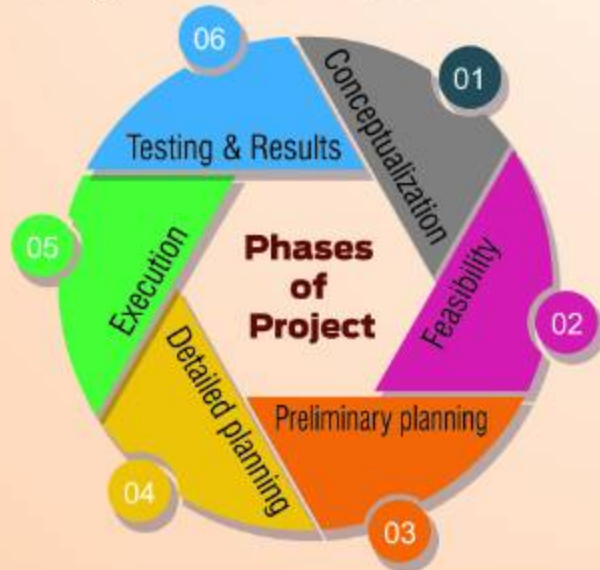 Phases
of
Project
01
Conceptualization
02
Feasibility
03
Preliminary planning
04
Detailed planning
05
Execution
06
Testing & Results